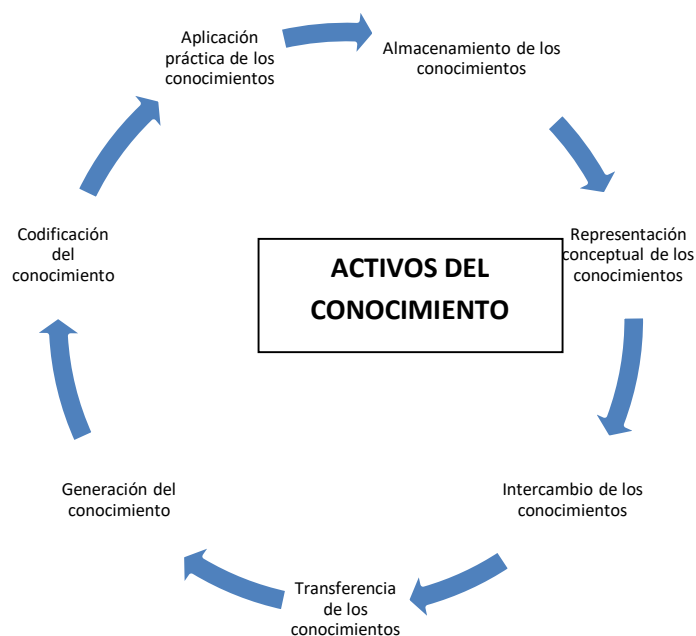 Aplicación
práctica de los
conocimientos
Almacenamiento de los
conocimientos
Representación
conceptual de los
conocimientos
Intercambio de los
conocimientos
Transferencia
de los
conocimientos
Generación del
conocimiento
Codificación
del
conocimiento
ACTIVOS DEL
CONOCIMIENTO